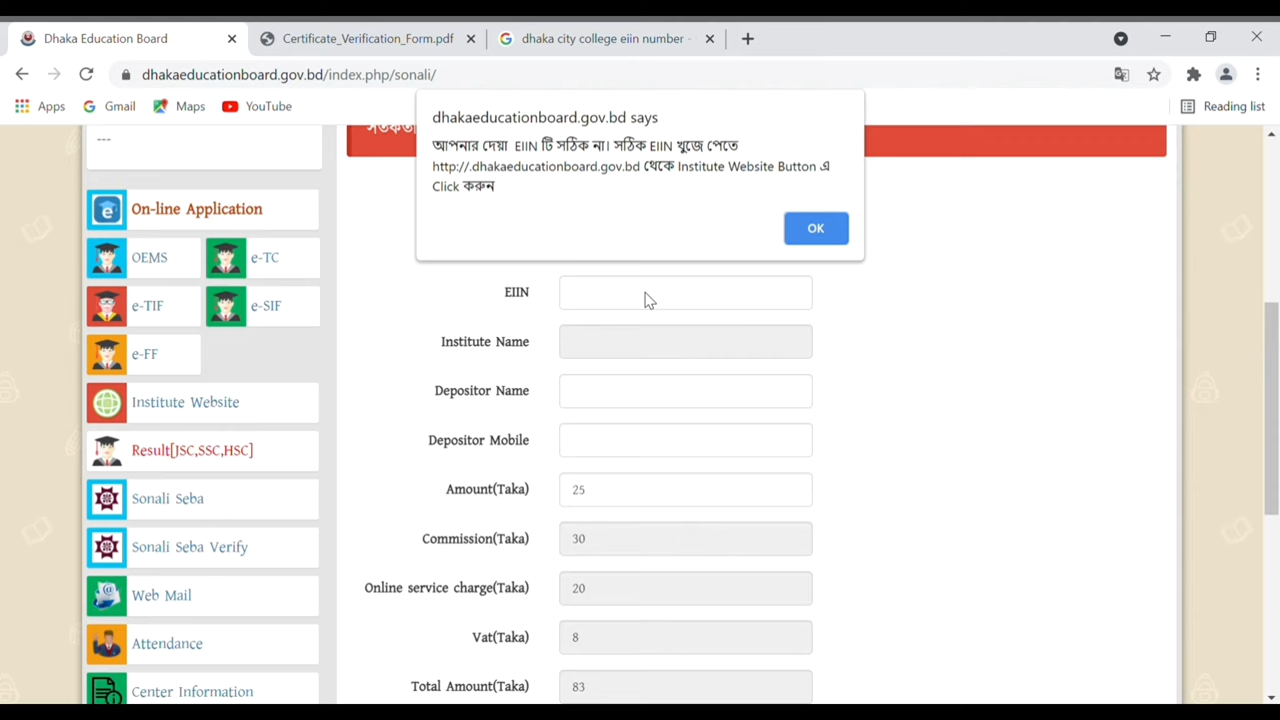 Dhaka Education Board
Certificate_Verification_Form.pdf
dhaka city college eiin number -
dhakaeducationboard.gov.bd/index.php/sonali/
Apps
Gmail
Maps
YouTube
Reading list
dhakaeducationboard.gov.bd says
আপনার দেয়া EIIN টি সঠিক না। সঠিক EIIN খুজে পেতে
http://.dhakaeducationboard.gov.bd থেকে Institute Website Button এ
Click করুন
OK
---
On-line Application
OEMS
e-TC
e-TIF
e-SIF
e-FF
Institute Website
Result[JSC,SSC,HSC]
Sonali Seba
Sonali Seba Verify
Web Mail
Attendance
Center Information
EIIN
Institute Name
Depositor Name
Depositor Mobile
Amount(Taka) 25
Commission(Taka) 30
Online service charge(Taka) 20
Vat(Taka) 8
Total Amount(Taka) 83